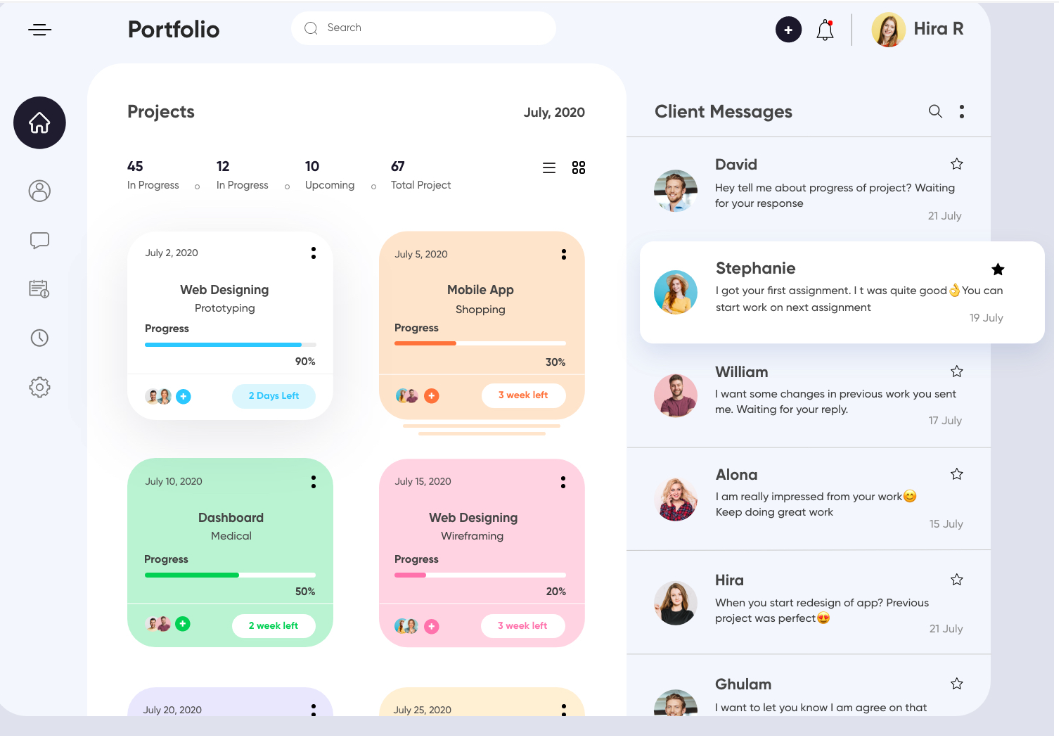 Portfolio
Search
+
Hira R
Projects
July, 2020
45
In Progress
12
In Progress
10
Upcoming
67
Total Project
July 2, 2020
Web Designing
Prototyping
Progress
90%
+
2 Days Left
July 5, 2020
Mobile App
Shopping
Progress
30%
+
3 week left
July 10, 2020
Dashboard
Medical
Progress
50%
+
2 week left
July 15, 2020
Web Designing
Wireframing
Progress
20%
+
3 week left
July 20, 2020
July 25, 2020
Client Messages
David
Hey tell me about progress of project? Waiting
for your response
21 July
Stephanie
I got your first assignment. I t was quite good👌You can
start work on next assignment
19 July
William
I want some changes in previous work you sent
me. Waiting for your reply.
17 July
Alona
I am really impressed from your work😊
Keep doing great work
15 July
Hira
When you start redesign of app? Previous
project was perfect😍
21 July
Ghulam
I want to let you know I am agree on that